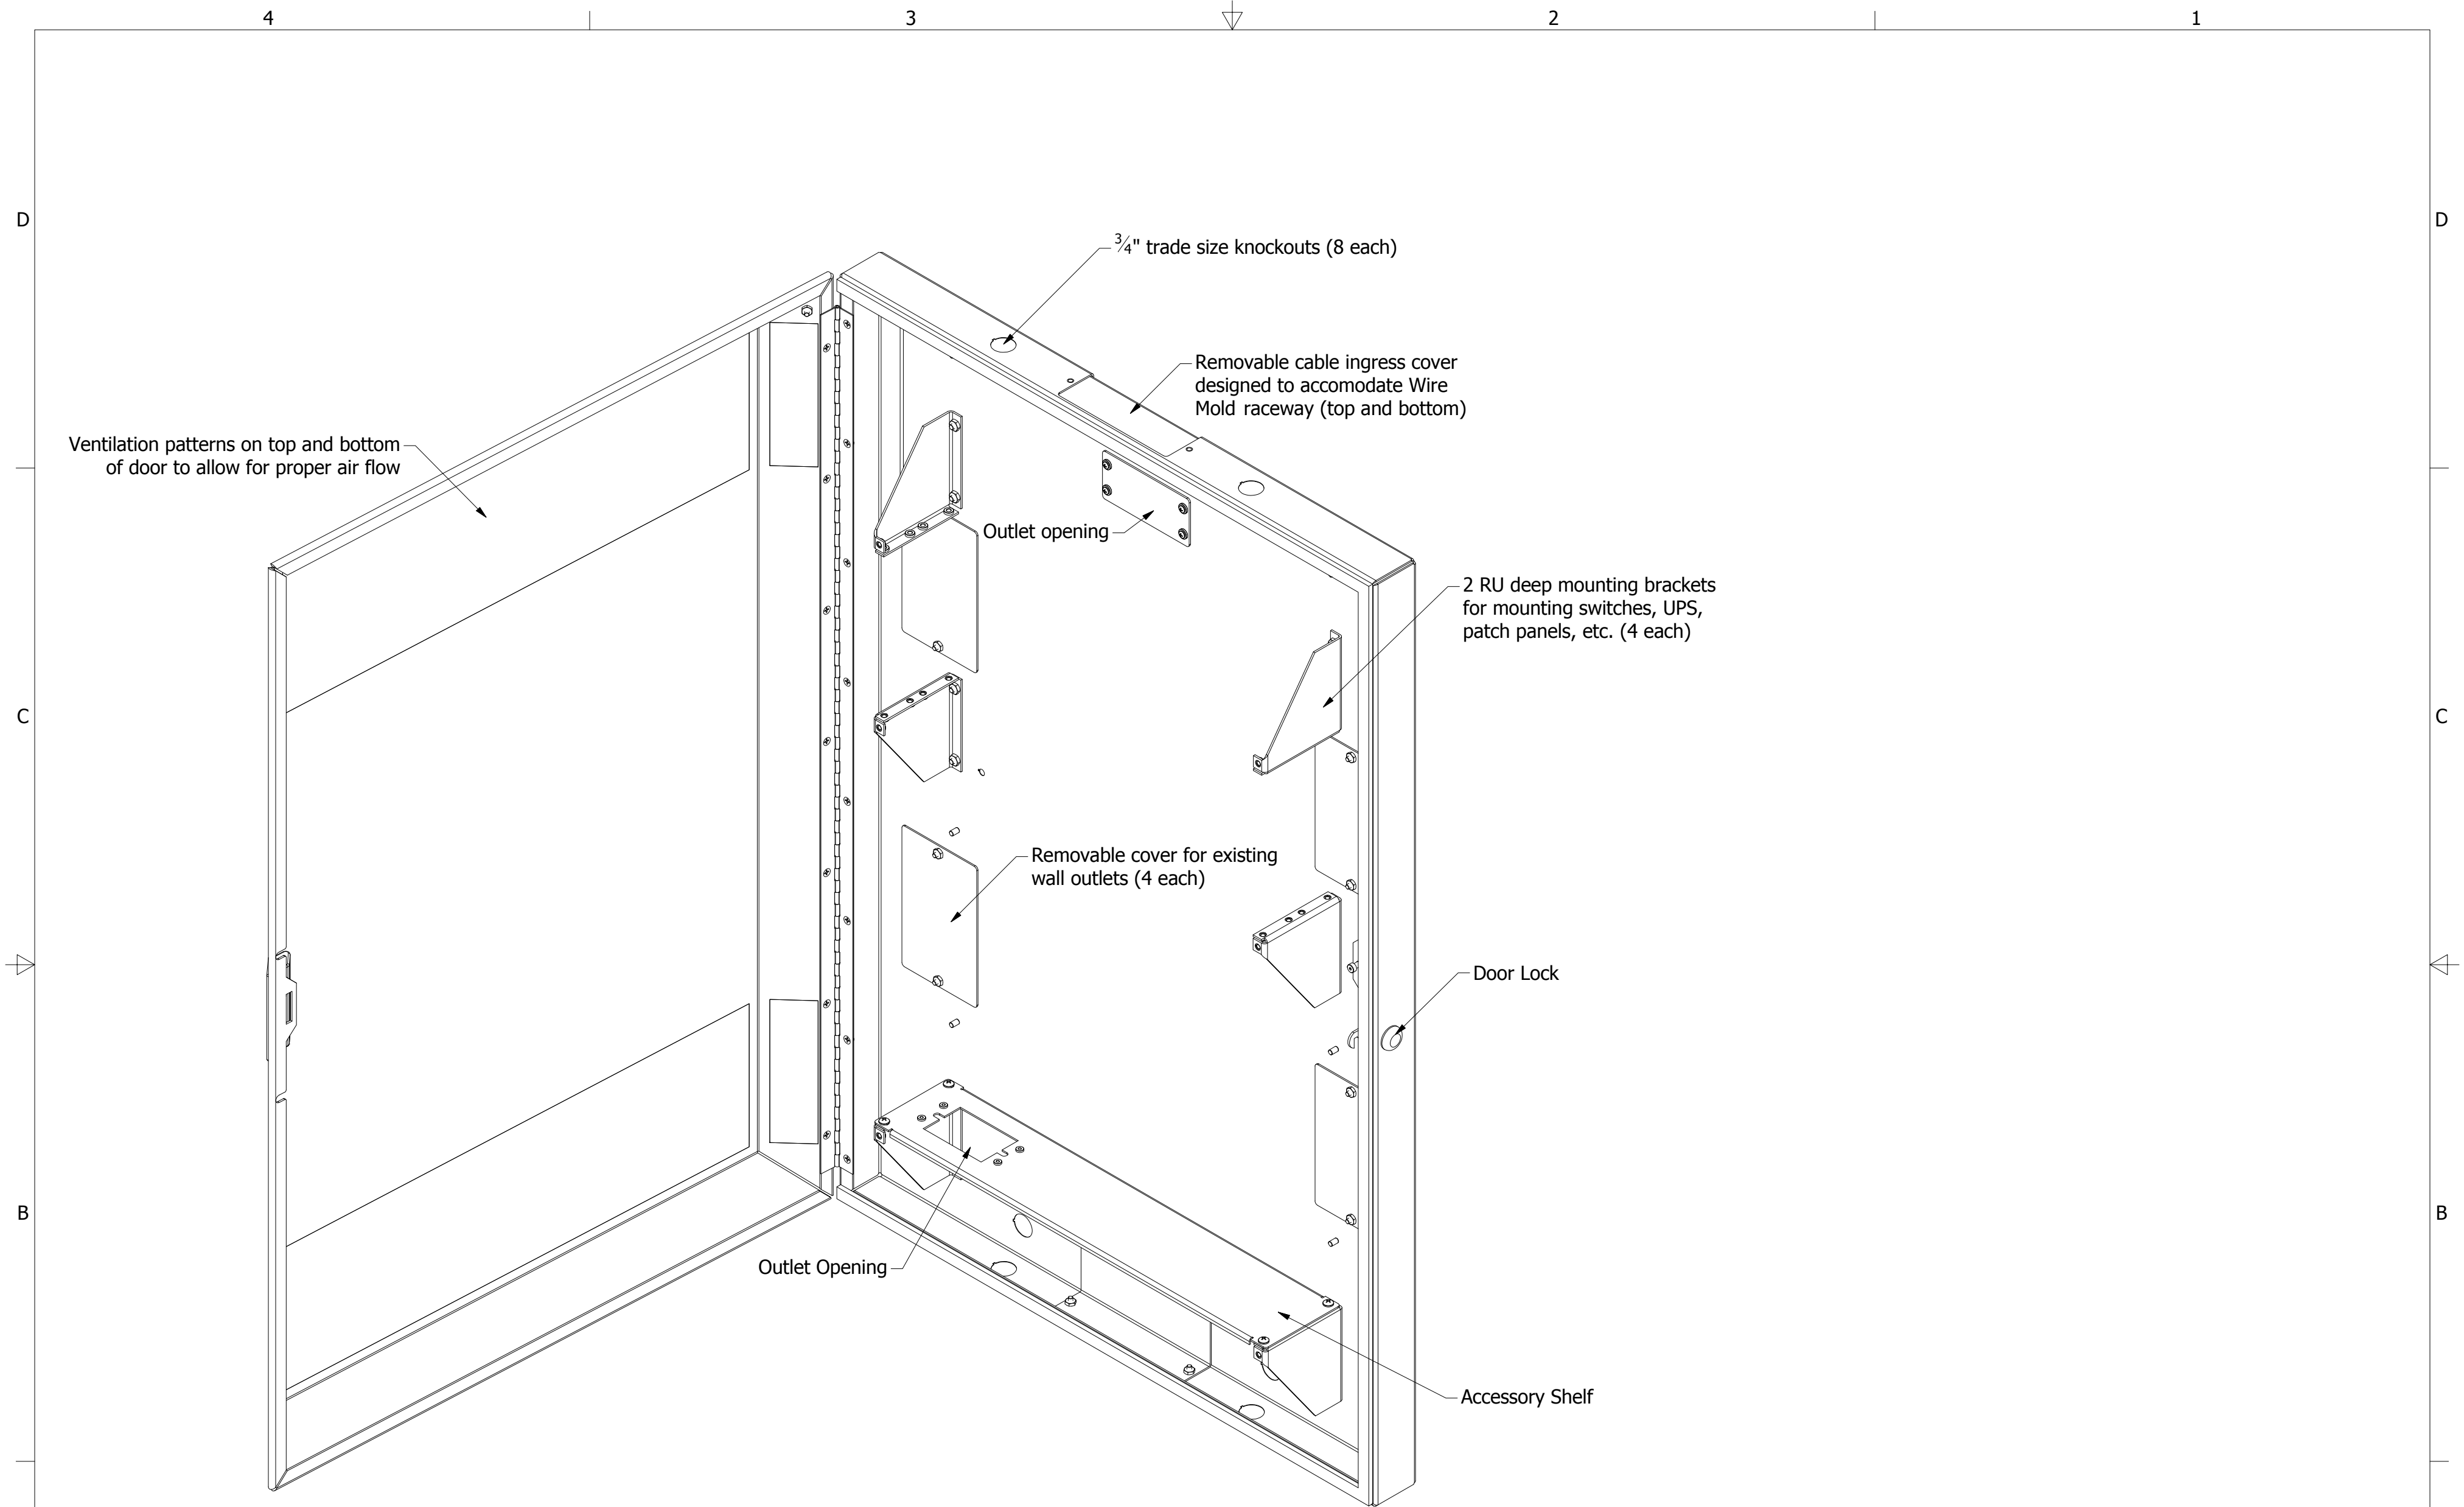 4 3 2 1
D D
¾" trade size knockouts (8 each)
Removable cable ingress cover
designed to accomodate Wire
Mold raceway (top and bottom)
Ventilation patterns on top and bottom
of door to allow for proper air flow
Outlet opening
2 RU deep mounting brackets
for mounting switches, UPS,
patch panels, etc. (4 each)
C C
Removable cover for existing
wall outlets (4 each)
Door Lock
B B
Outlet Opening
Accessory Shelf